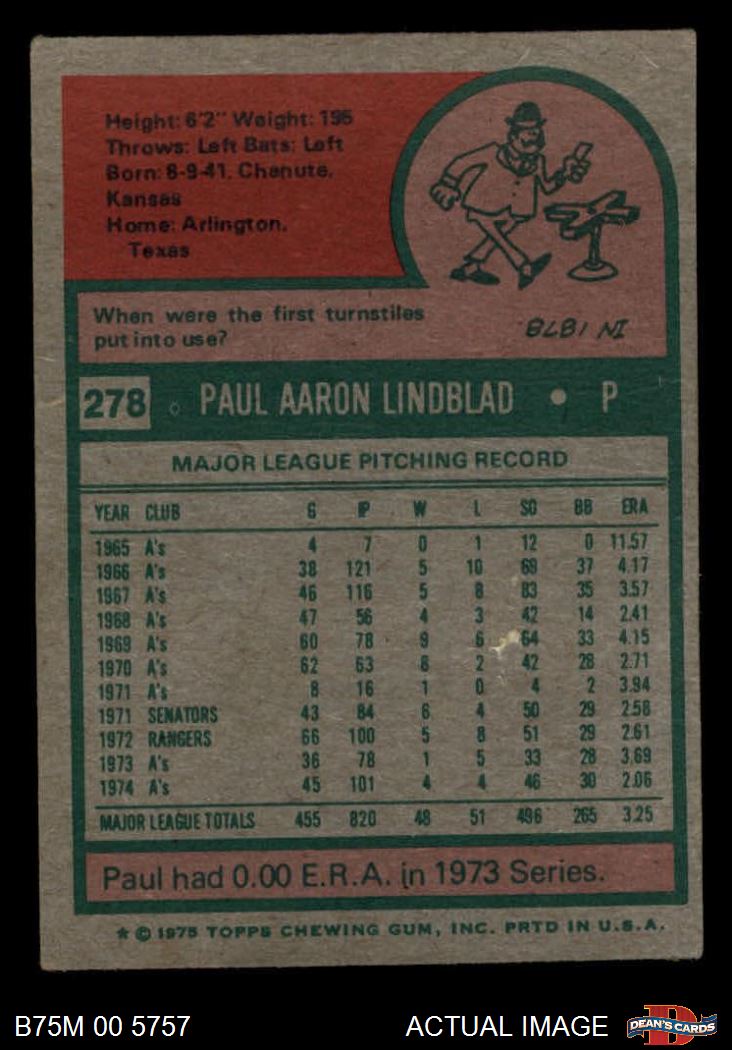 Height: 6'2" Weight: 195
Throws: Left Bats: Left
Born: 8-9-41, Chanute,
Kansas
Home: Arlington,
Texas
When were the first turnstiles
put into use?
IN 1878
278 PAUL AARON LINDBLAD • P
MAJOR LEAGUE PITCHING RECORD
YEAR CLUB G IP W L SO BB ERA
1965 A's 4 7 0 1 12 0 11.57
1966 A's 38 121 5 10 69 37 4.17
1967 A's 46 116 5 8 83 35 3.57
1968 A's 47 56 4 3 42 14 2.41
1969 A's 60 78 9 6 64 33 4.15
1970 A's 62 63 8 2 42 28 2.71
1971 A's 8 16 1 0 4 2 3.94
1971 SENATORS 43 84 6 4 50 29 2.58
1972 RANGERS 66 100 5 8 51 29 2.61
1973 A's 36 78 1 5 33 28 3.69
1974 A's 45 101 4 4 46 30 2.06
MAJOR LEAGUE TOTALS 455 820 48 51 496 265 3.25
Paul had 0.00 E.R.A. in 1973 Series.
* © 1975 TOPPS CHEWING GUM, INC. PRTD IN U.S.A.
B75M 00 5757 ACTUAL IMAGE DEAN'S CARDS